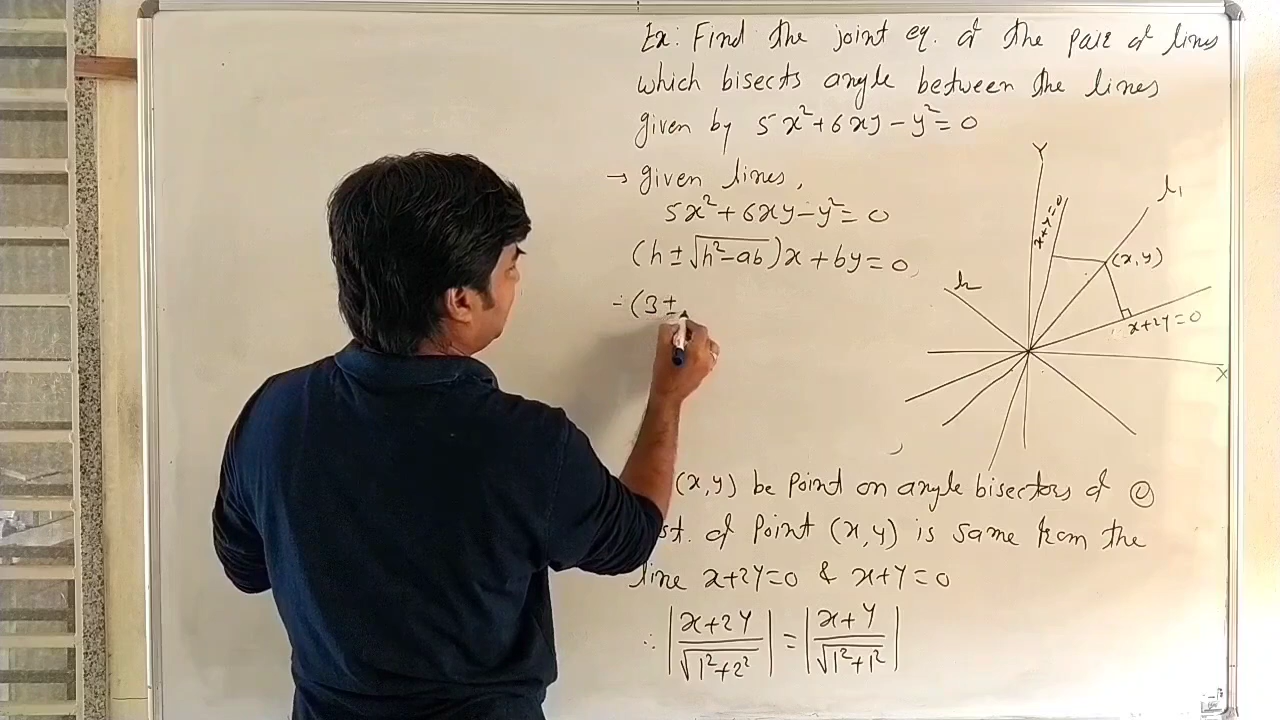 Ex: Find the joint eq. of the pair of lines
which bisects angle between the lines
given by 5x²+6xy-y²=0
→ given lines,
5x²+6xy-y²=0
(h±√h²-ab)x+by=0
∴(3±
Y
x+y=0
l₁
(x,y)
x+2y=0
X
(x,y) be point on angle bisectors of
st. of point (x,y) is same from the
line x+2y=0 & x+y=0
∴ |x+2y/√1²+2²| = |x+y/√1²+1²|